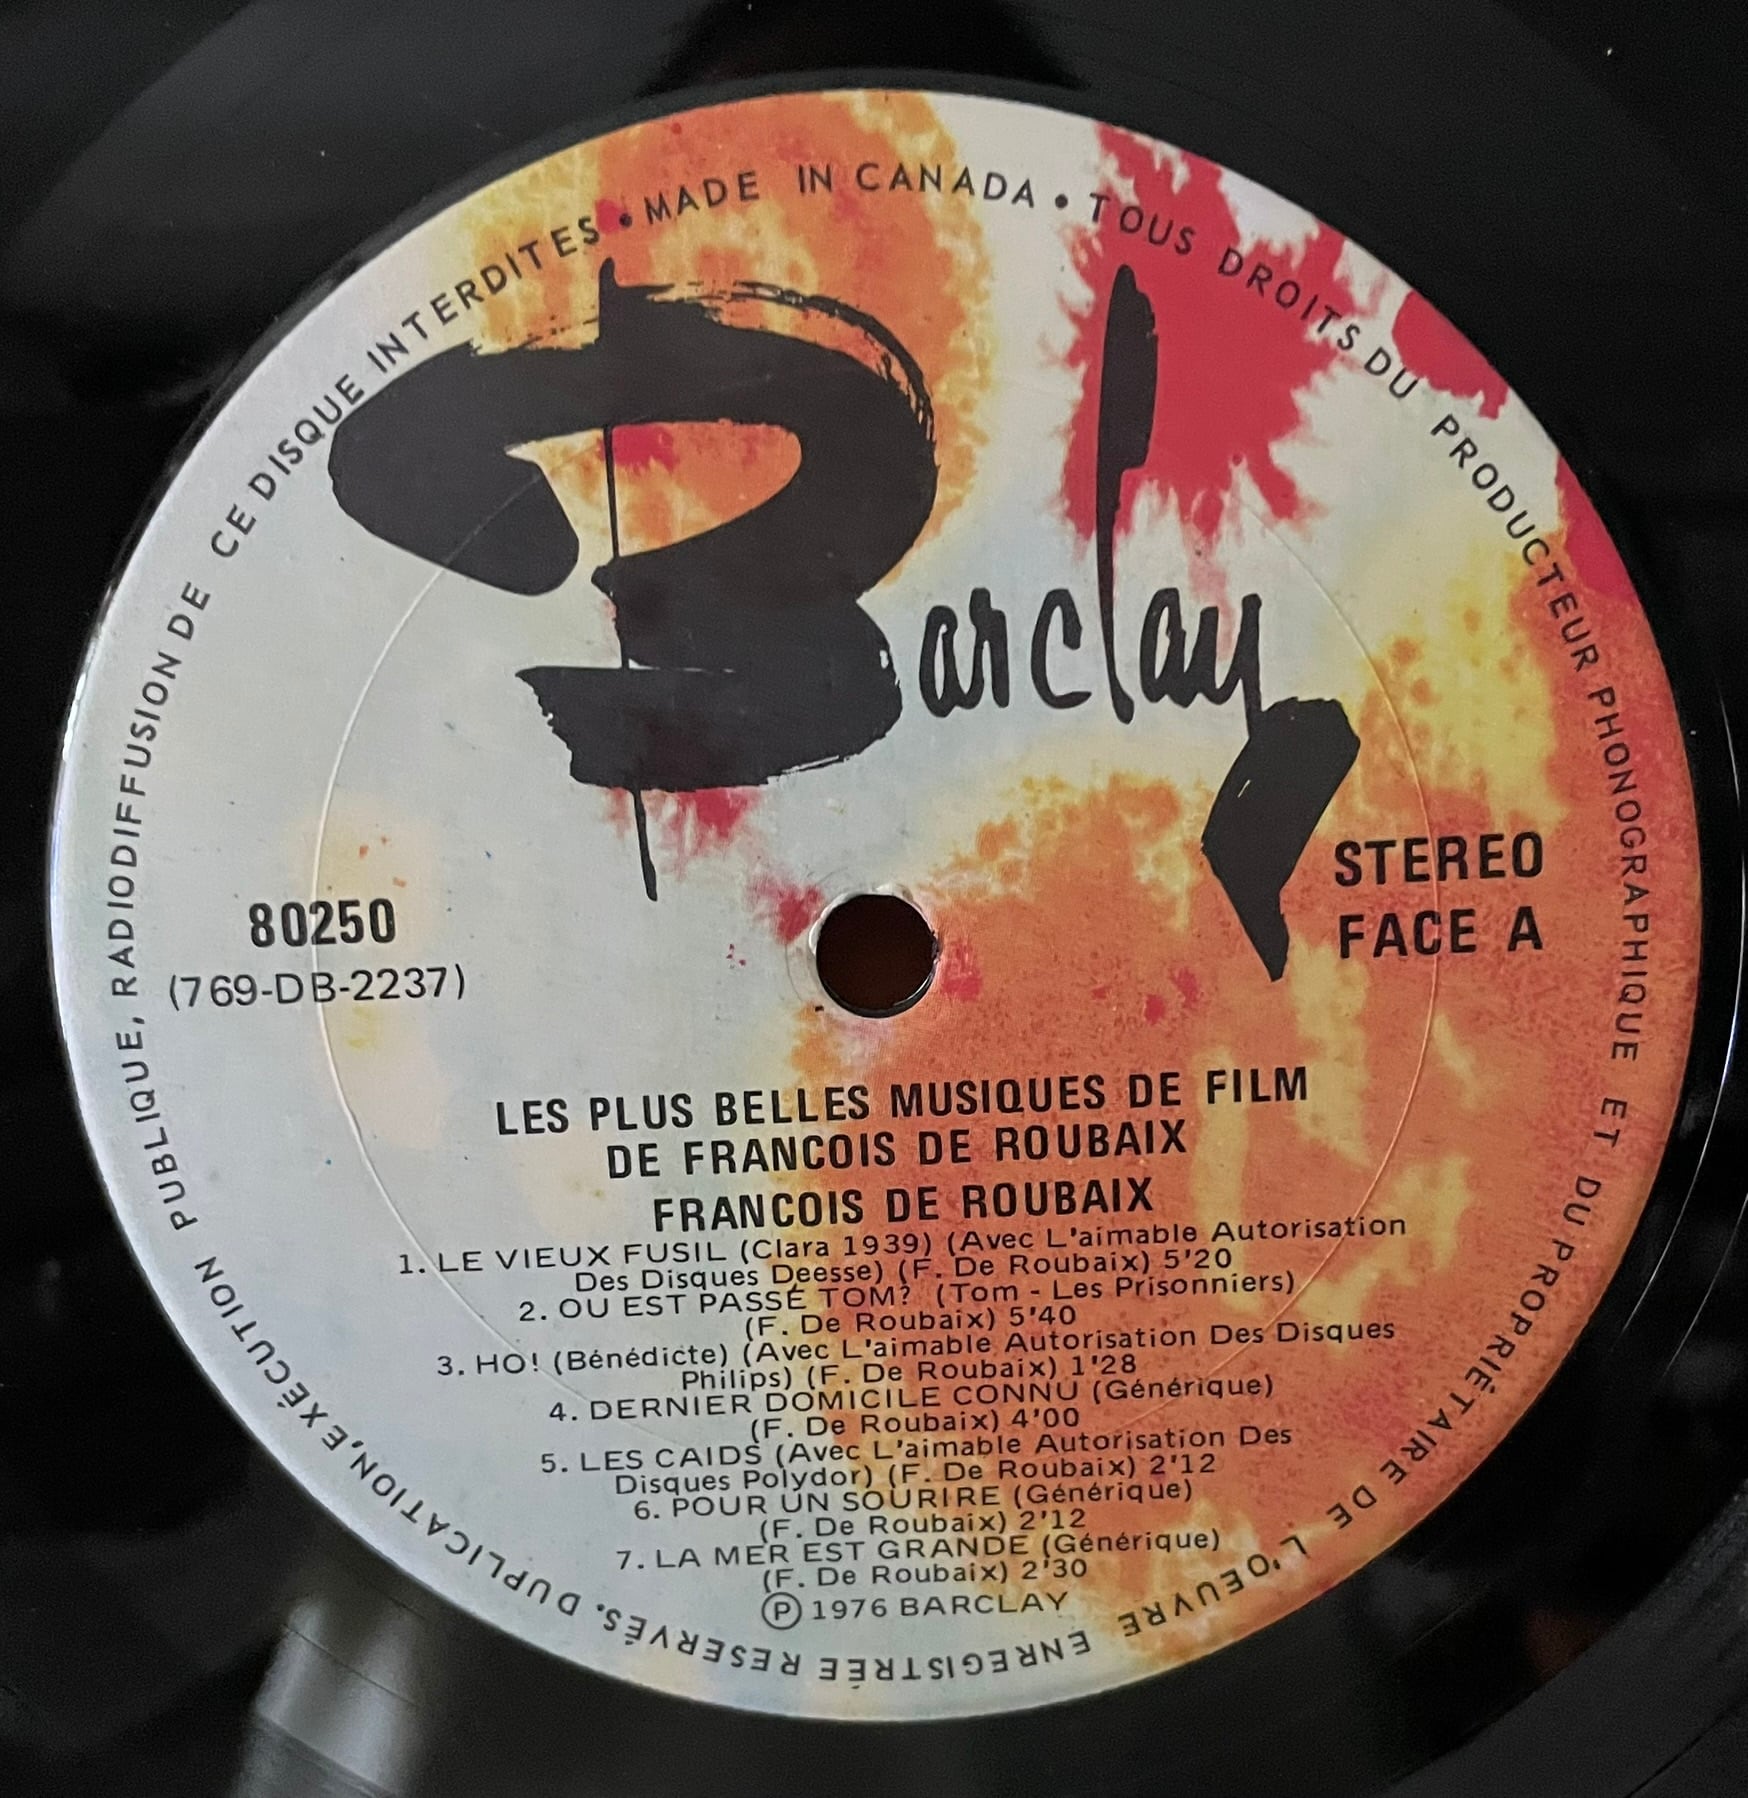 MADE IN CANADA • TOUS DROITS DU PRODUCTEUR PHONOGRAPHIQUE ET DU PROPRIÉTAIRE DE L'OEUVRE ENREGISTRÉE RESERVÉS. DUPLICATION, EXÉCUTION PUBLIQUE, RADIODIFFUSION DE CE DISQUE INTERDITES •
Barclay
STEREO
FACE A
80250
(769-DB-2237)
LES PLUS BELLES MUSIQUES DE FILM
DE FRANCOIS DE ROUBAIX
FRANCOIS DE ROUBAIX
1. LE VIEUX FUSIL (Clara 1939) (Avec L'aimable Autorisation
Des Disques Deesse) (F. De Roubaix) 5'20
2. OU EST PASSÉ TOM? (Tom - Les Prisonniers)
(F. De Roubaix) 5'40
3. HO! (Bénédicte) (Avec L'aimable Autorisation Des Disques
Philips) (F. De Roubaix) 1'28
4. DERNIER DOMICILE CONNU (Générique)
(F. De Roubaix) 4'00
5. LES CAIDS (Avec L'aimable Autorisation Des
Disques Polydor) (F. De Roubaix) 2'12
6. POUR UN SOURIRE (Générique)
(F. De Roubaix) 2'12
7. LA MER EST GRANDE (Générique)
(F. De Roubaix) 2'30
Ⓟ 1976 BARCLAY